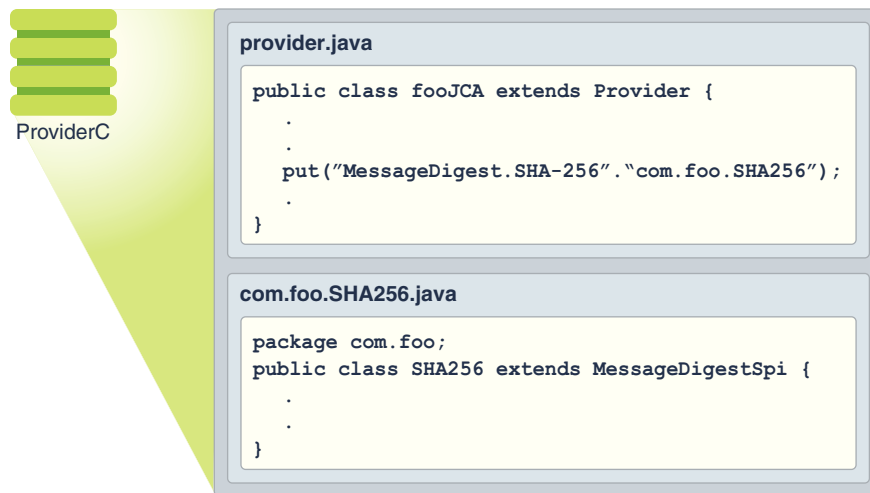 ProviderC
provider.java
public class fooJCA extends Provider {
.
.
put(”MessageDigest.SHA-256”.“com.foo.SHA256”);
.
}
com.foo.SHA256.java
package com.foo;
public class SHA256 extends MessageDigestSpi {
.
.
}